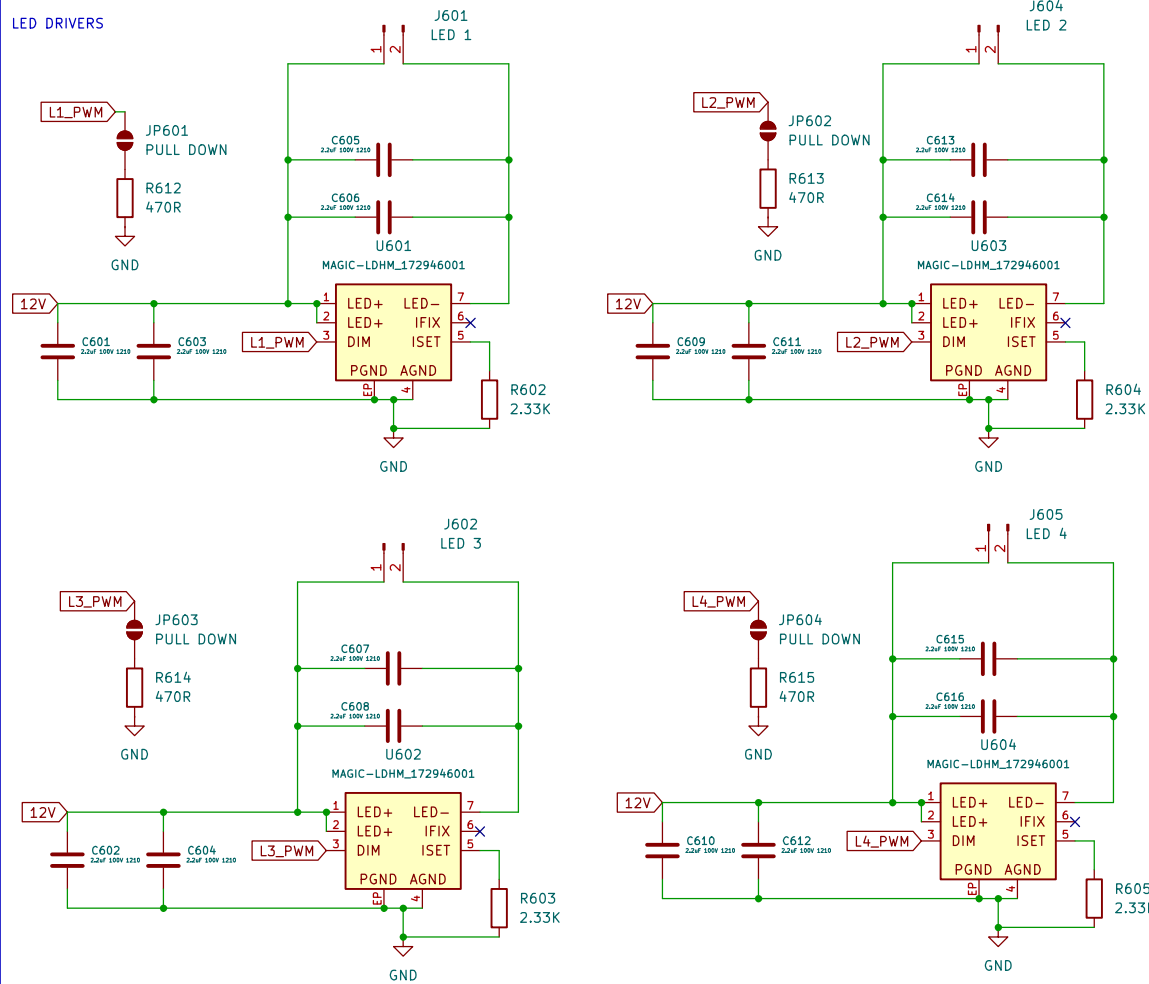 LED DRIVERS
J601
LED 1
1
2
L1_PWM
JP601
PULL DOWN
R612
470R
GND
C605
2.2uF 100V 1210
C606
2.2uF 100V 1210
U601
MAGIC-LDHM_172946001
12V
1 LED+ LED- 7
2 LED+ IFIX 6
L1_PWM 3 DIM ISET 5
PGND AGND
EP 4
C601
2.2uF 100V 1210
C603
2.2uF 100V 1210
R602
2.33K
GND
J604
LED 2
1
2
L2_PWM
JP602
PULL DOWN
R613
470R
GND
C613
2.2uF 100V 1210
C614
2.2uF 100V 1210
U603
MAGIC-LDHM_172946001
12V
1 LED+ LED- 7
2 LED+ IFIX 6
L2_PWM 3 DIM ISET 5
PGND AGND
EP 4
C609
2.2uF 100V 1210
C611
2.2uF 100V 1210
R604
2.33K
GND
J602
LED 3
1
2
L3_PWM
JP603
PULL DOWN
R614
470R
GND
C607
2.2uF 100V 1210
C608
2.2uF 100V 1210
U602
MAGIC-LDHM_172946001
12V
1 LED+ LED- 7
2 LED+ IFIX 6
L3_PWM 3 DIM ISET 5
PGND AGND
EP 4
C602
2.2uF 100V 1210
C604
2.2uF 100V 1210
R603
2.33K
GND
J605
LED 4
1
2
L4_PWM
JP604
PULL DOWN
R615
470R
GND
C615
2.2uF 100V 1210
C616
2.2uF 100V 1210
U604
MAGIC-LDHM_172946001
12V
1 LED+ LED- 7
2 LED+ IFIX 6
L4_PWM 3 DIM ISET 5
PGND AGND
EP 4
C610
2.2uF 100V 1210
C612
2.2uF 100V 1210
R605
2.33K
GND